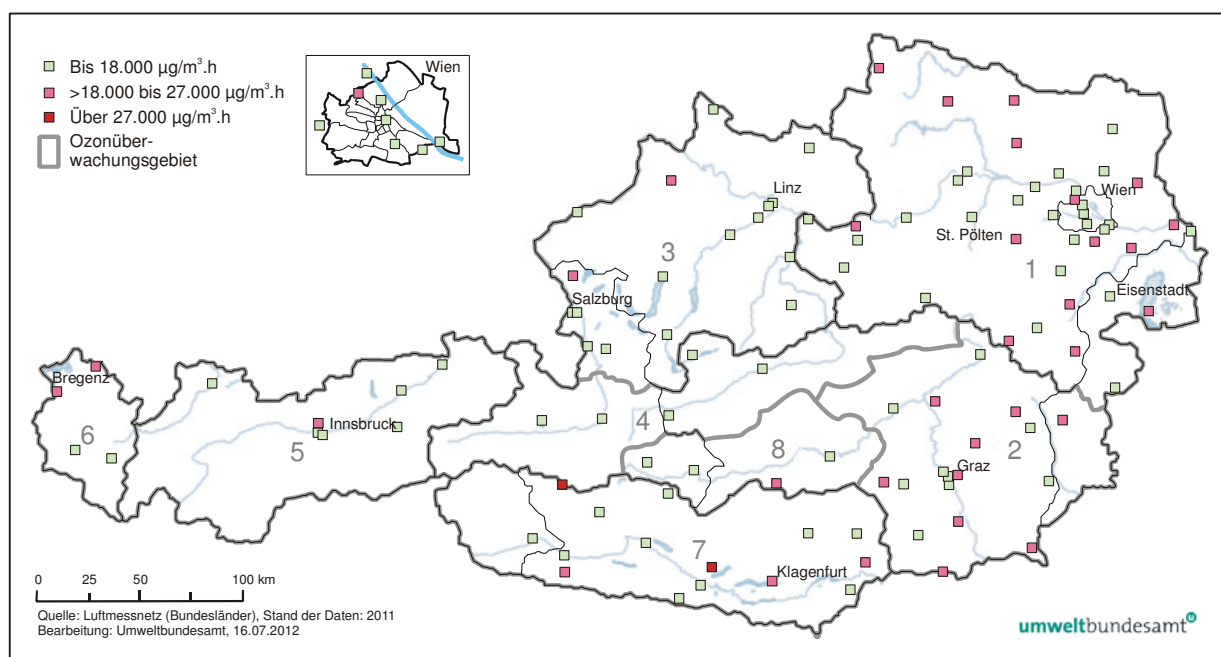 Bis 18.000 µg/m³.h
>18.000 bis 27.000 µg/m³.h
Über 27.000 µg/m³.h
Ozonüber-
wachungsgebiet
Wien
Linz
Wien
St. Pölten
3
1
Salzburg
Eisenstadt
Bregenz
Innsbruck
4
6
5
8
2
Graz
7
Klagenfurt
0 25 50 100 km
Quelle: Luftmessnetz (Bundesländer), Stand der Daten: 2011
Bearbeitung: Umweltbundesamt, 16.07.2012
umweltbundesamt u